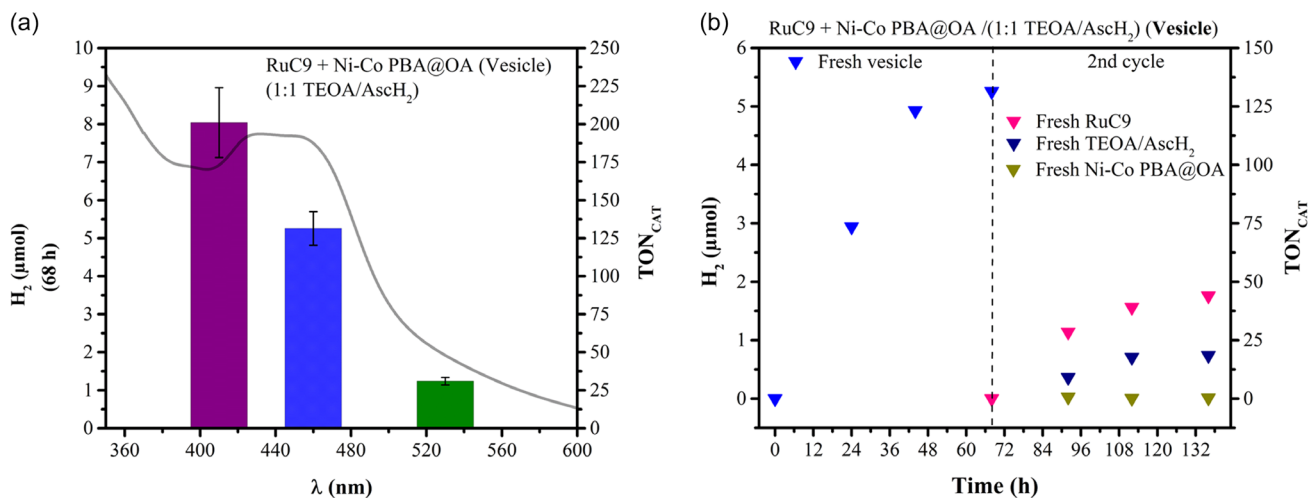 (a)
RuC9 + Ni-Co PBA@OA (Vesicle)
(1:1 TEOA/AscH₂)
H₂ (μmol)
(68 h)
10
9
8
7
6
5
4
3
2
1
0
250
225
200
175
150
125
100
75
50
25
0
TON_CAT
360 400 440 480 520 560 600
λ (nm)
(b)
RuC9 + Ni-Co PBA@OA /(1:1 TEOA/AscH₂) (Vesicle)
Fresh vesicle
2nd cycle
Fresh RuC9
Fresh TEOA/AscH₂
Fresh Ni-Co PBA@OA
H₂ (μmol)
6
5
4
3
2
1
0
150
125
100
75
50
25
0
TON_CAT
0 12 24 36 48 60 72 84 96 108 120 132
Time (h)